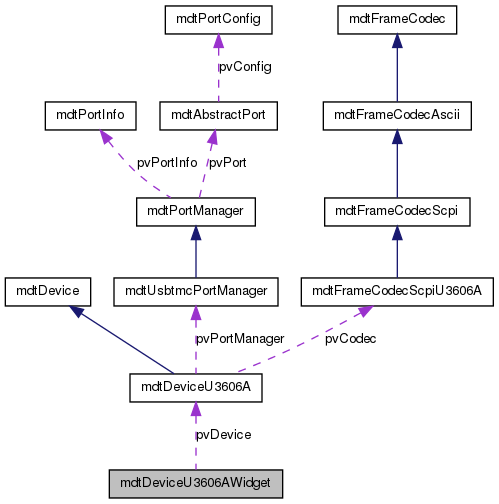 mdtPortConfig
mdtFrameCodec
pvConfig
mdtPortInfo
mdtAbstractPort
mdtFrameCodecAscii
pvPortInfo
pvPort
mdtPortManager
mdtFrameCodecScpi
mdtDevice
mdtUsbtmcPortManager
mdtFrameCodecScpiU3606A
pvPortManager
pvCodec
mdtDeviceU3606A
pvDevice
mdtDeviceU3606AWidget